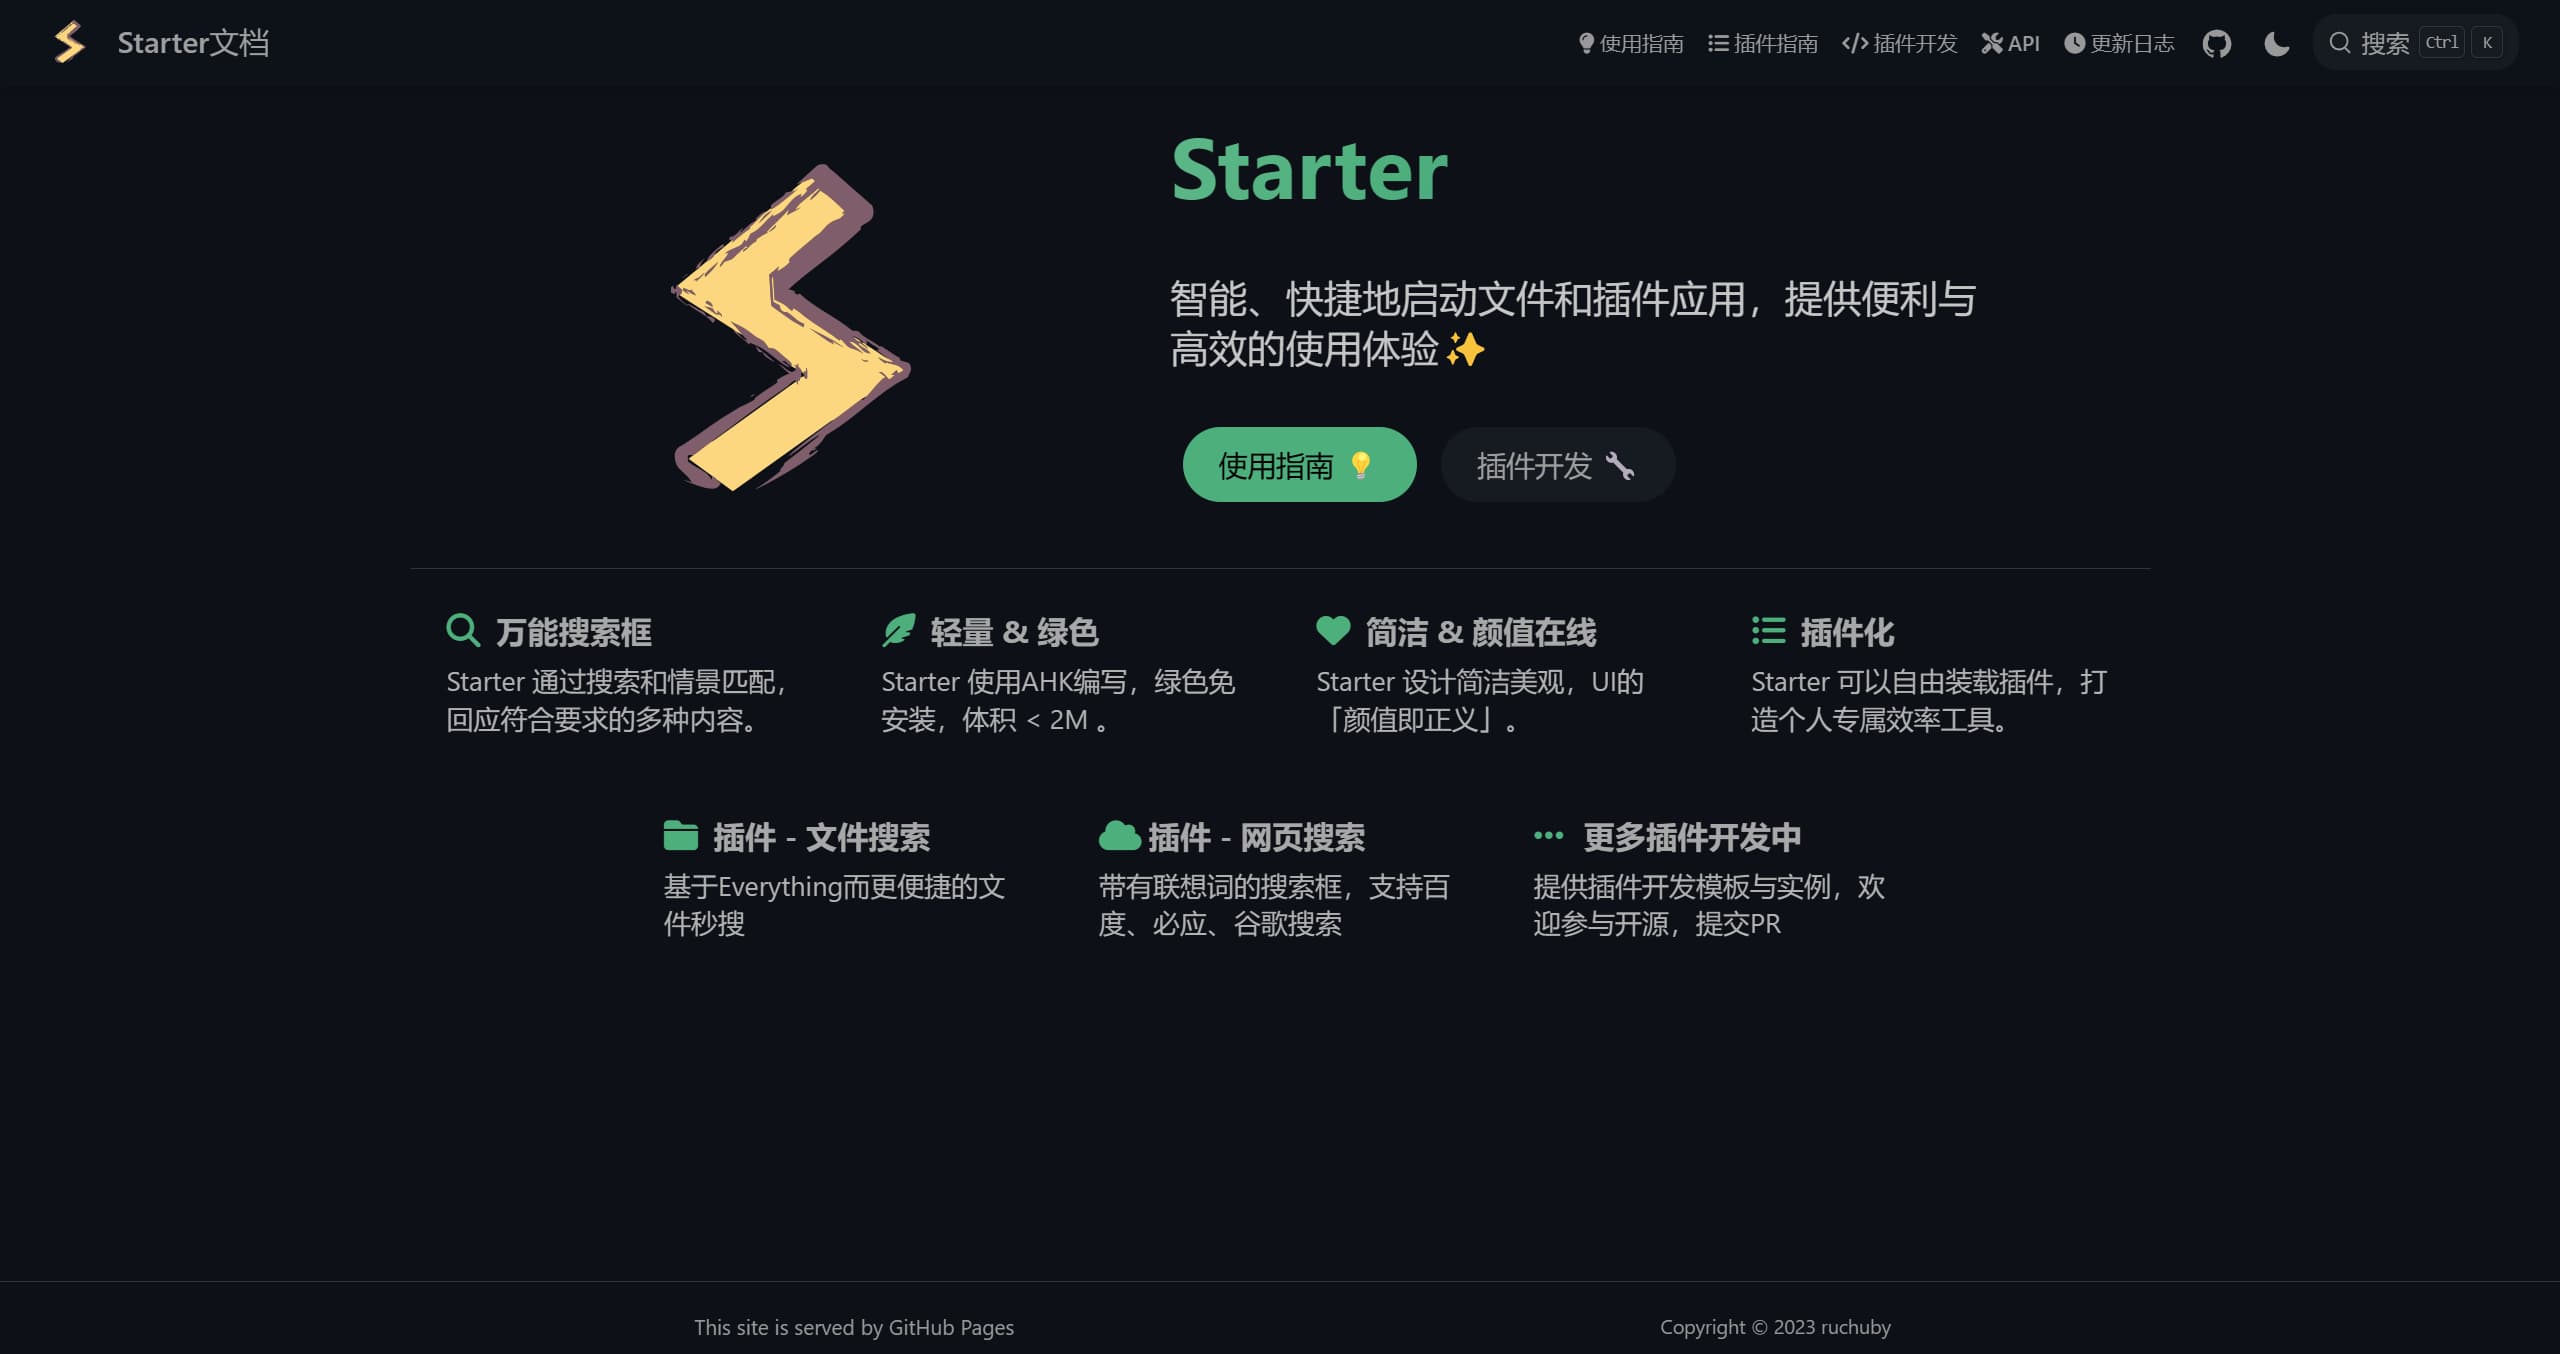 Starter文档
使用指南 插件指南 插件开发 API 更新日志 搜索 Ctrl K
Starter
智能、快捷地启动文件和插件应用，提供便利与
高效的使用体验✨
使用指南 💡 插件开发 🔧
万能搜索框
Starter 通过搜索和情景匹配，
回应符合要求的多种内容。
轻量 & 绿色
Starter 使用AHK编写，绿色免
安装，体积 < 2M 。
简洁 & 颜值在线
Starter 设计简洁美观，UI的
「颜值即正义」。
插件化
Starter 可以自由装载插件，打
造个人专属效率工具。
插件 - 文件搜索
基于Everything而更便捷的文
件秒搜
插件 - 网页搜索
带有联想词的搜索框，支持百
度、必应、谷歌搜索
更多插件开发中
提供插件开发模板与实例，欢
迎参与开源，提交PR
This site is served by GitHub Pages
Copyright © 2023 ruchuby